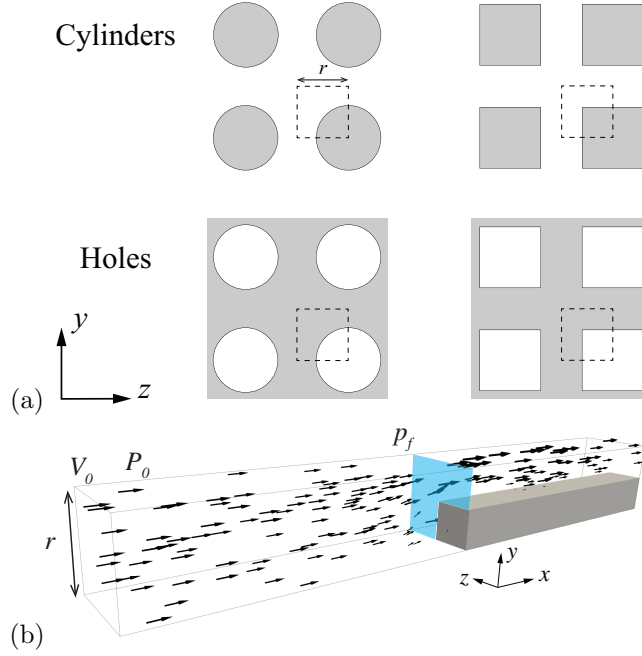 Cylinders
r
Holes
y
z
(a)
p_f
V_0 P_0
r
y
z x
(b)